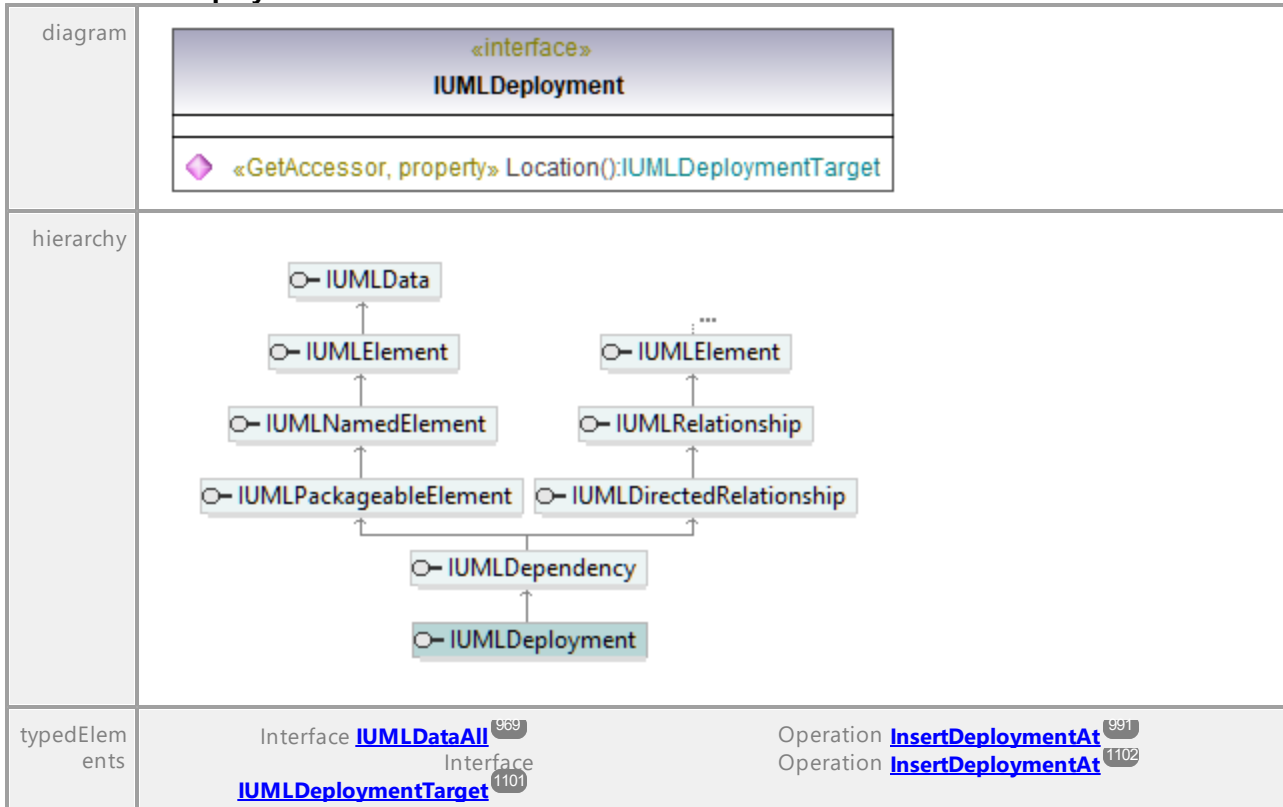 diagram
«interface»
IUMLDeployment
«GetAccessor, property» Location():IUMLDeploymentTarget
hierarchy
IUMLData
...
IUMLElement
IUMLElement
IUMLNamedElement
IUMLRelationship
IUMLPackageableElement
IUMLDirectedRelationship
IUMLDependency
IUMLDeployment
typedElem
ents
Interface IUMLDataAll 969
Operation InsertDeploymentAt 991
Interface
IUMLDeploymentTarget 1101
Operation InsertDeploymentAt 1102